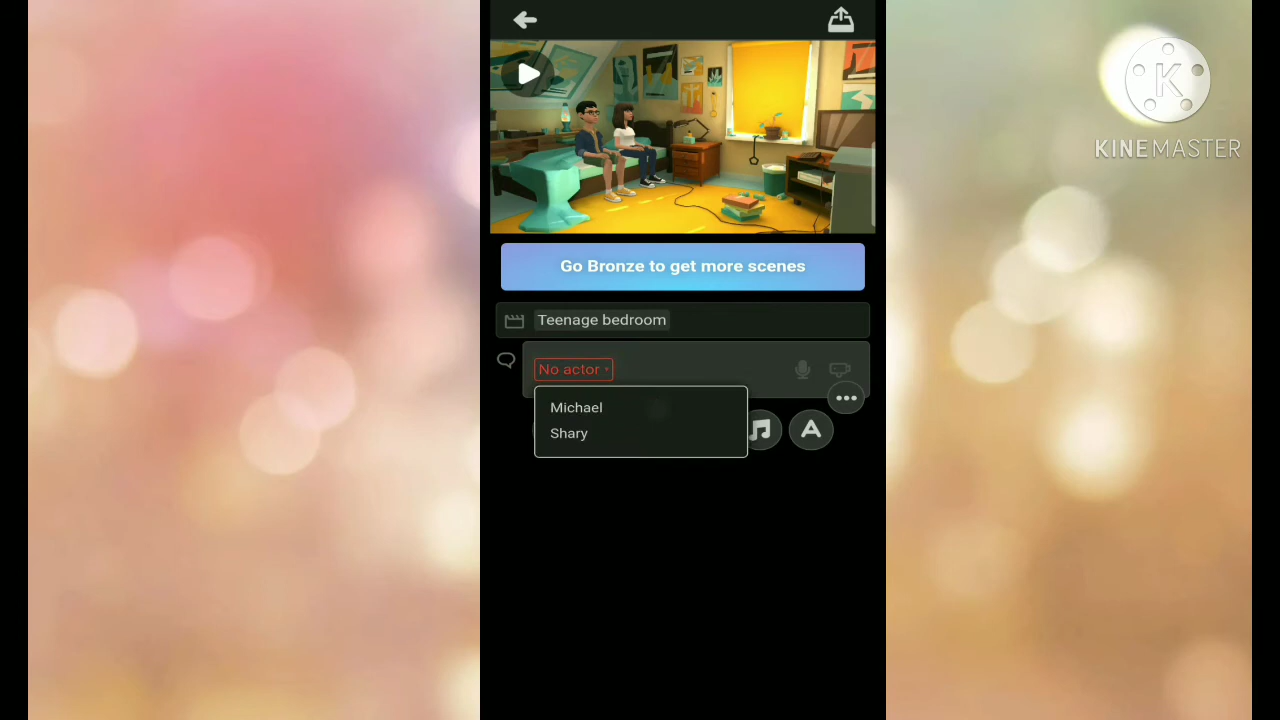 K
KINEMASTER
Go Bronze to get more scenes
Teenage bedroom
No actor
Michael
Shary
A